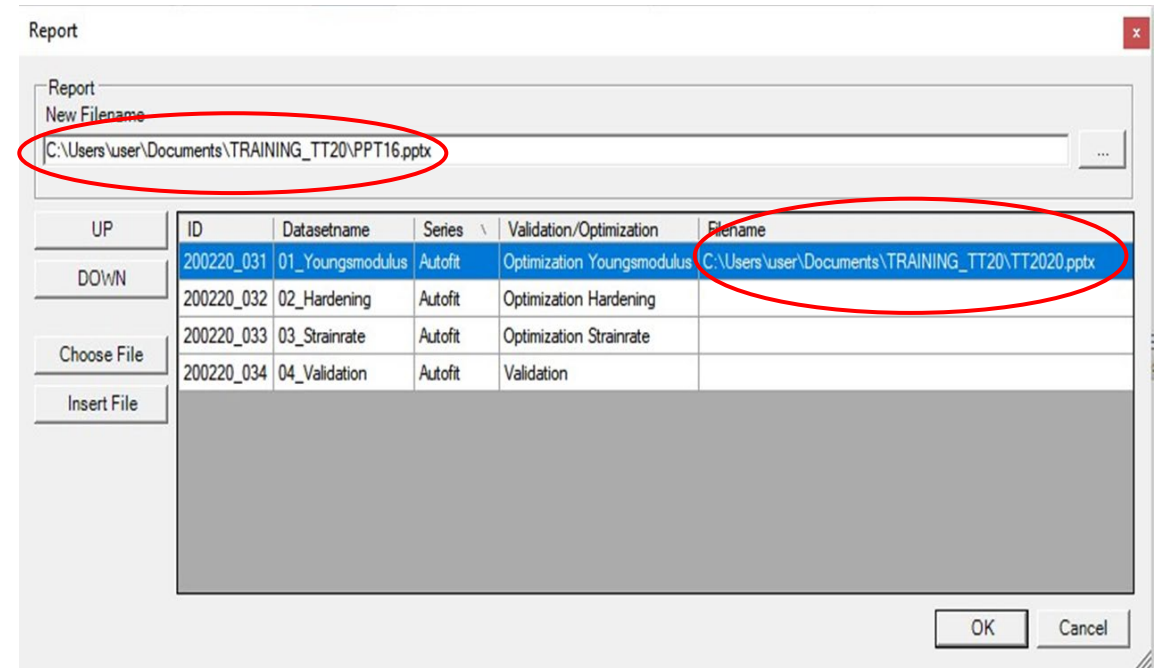 Report
x
Report
New Filename
C:\Users\user\Documents\TRAINING_TT20\PPT16.pptx
...
UP
DOWN
Choose File
Insert File
ID Datasetname Series \ Validation/Optimization Filename
200220_031 01_Youngsmodulus Autofit Optimization Youngsmodulus C:\Users\user\Documents\TRAINING_TT20\TT2020.pptx
200220_032 02_Hardening Autofit Optimization Hardening
200220_033 03_Strainrate Autofit Optimization Strainrate
200220_034 04_Validation Autofit Validation
OK Cancel